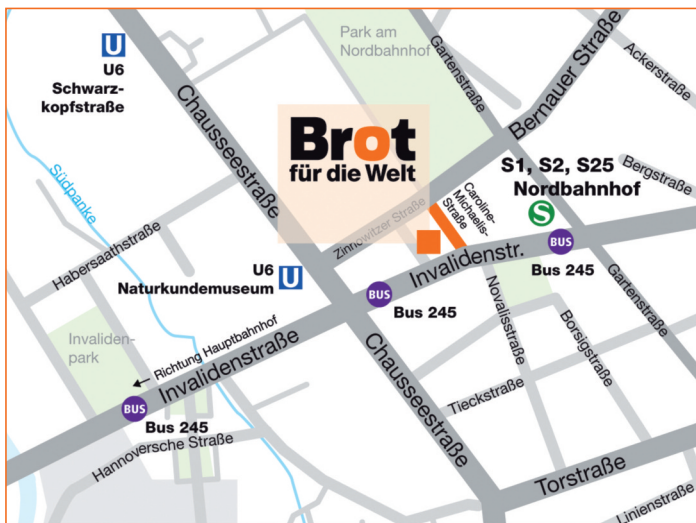 U
U6
Schwarz-
kopfstraße
Park am
Nordbahnhof
Gartenstraße
Ackerstraße
Bernauer Straße
Chausseestraße
Brot
für die Welt
S1, S2, S25
Nordbahnhof
S
Bergstraße
Südpanke
Habersaathstraße
Zinnowitzer Straße
Caroline-
Michaelis-
Straße
BUS
Bus 245
Invalidenstr.
U6
Naturkundemuseum
U
BUS
Bus 245
Gartenstraße
Novalisstraße
Borsigstraße
Invaliden-
park
Richtung Hauptbahnhof
Invalidenstraße
Chausseestraße
BUS
Bus 245
Tieckstraße
Hannoversche Straße
Torstraße
Linienstraße